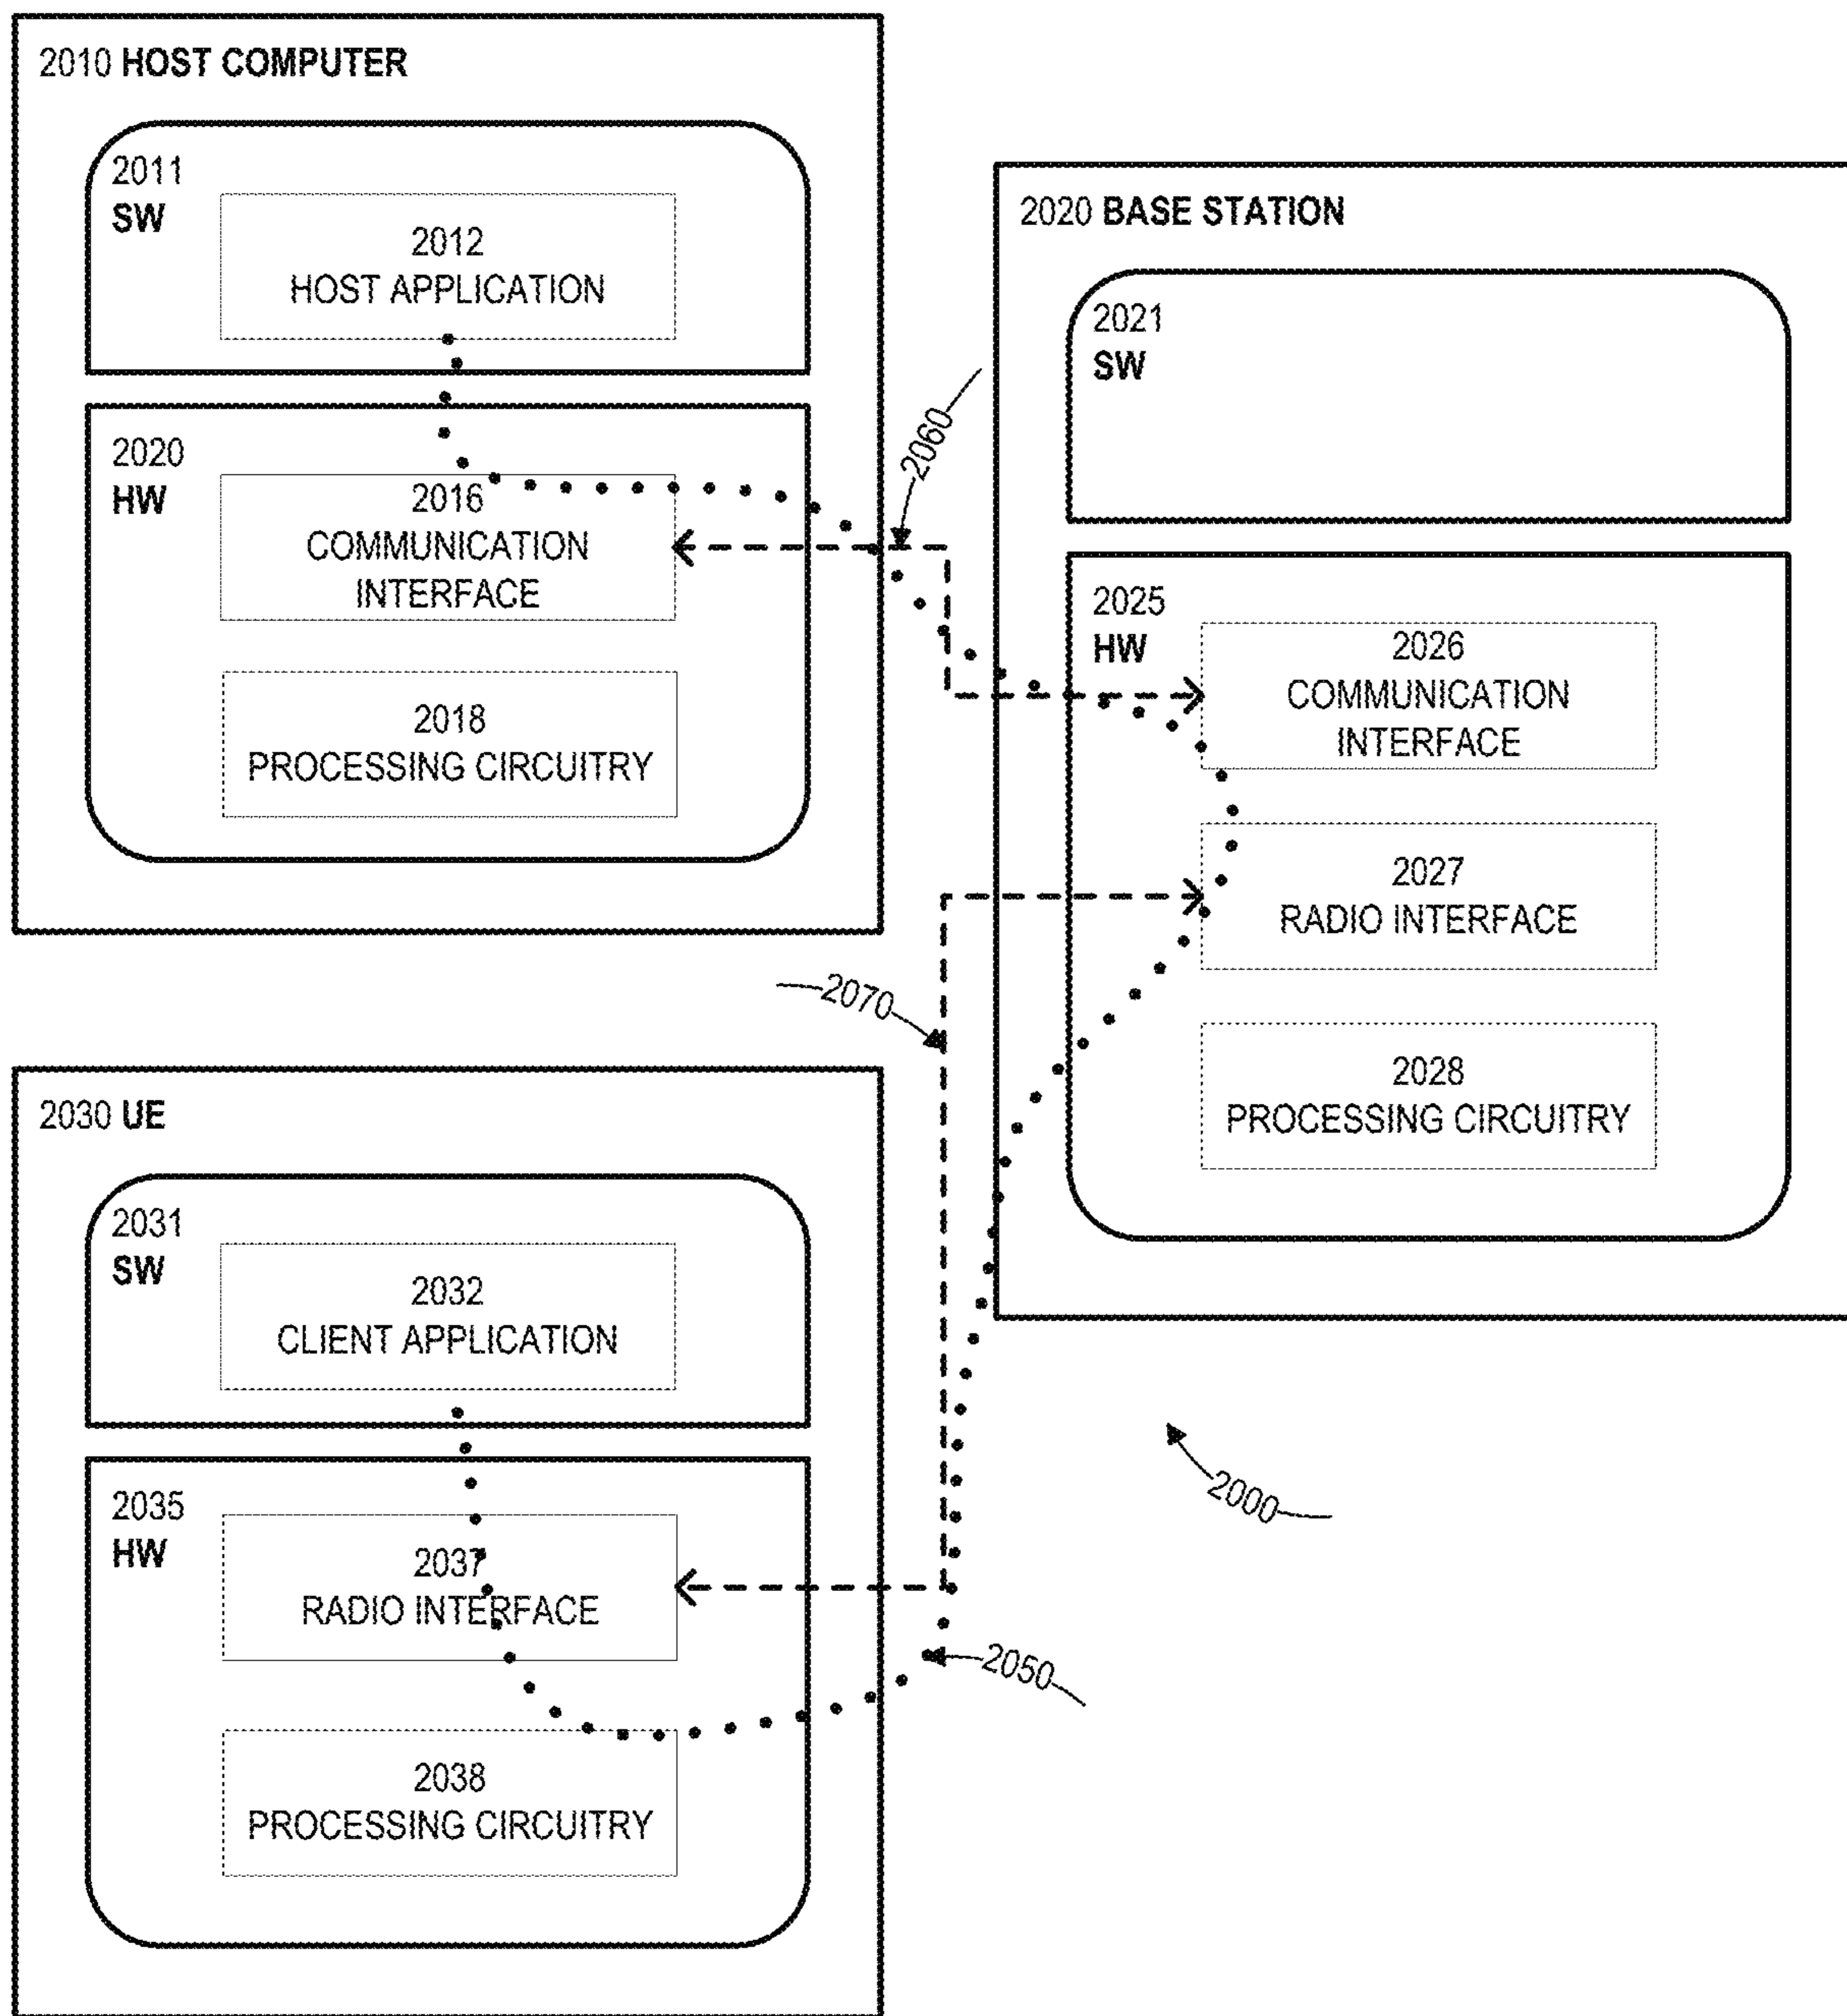 2010 HOST COMPUTER
2011
SW
2012
HOST APPLICATION
2020
HW
2016
COMMUNICATION
INTERFACE
2018
PROCESSING CIRCUITRY
2060
2020 BASE STATION
2021
SW
2025
HW
2026
COMMUNICATION
INTERFACE
2027
RADIO INTERFACE
2028
PROCESSING CIRCUITRY
2070
2030 UE
2031
SW
2032
CLIENT APPLICATION
2035
HW
2037
RADIO INTERFACE
2038
PROCESSING CIRCUITRY
2050
2000